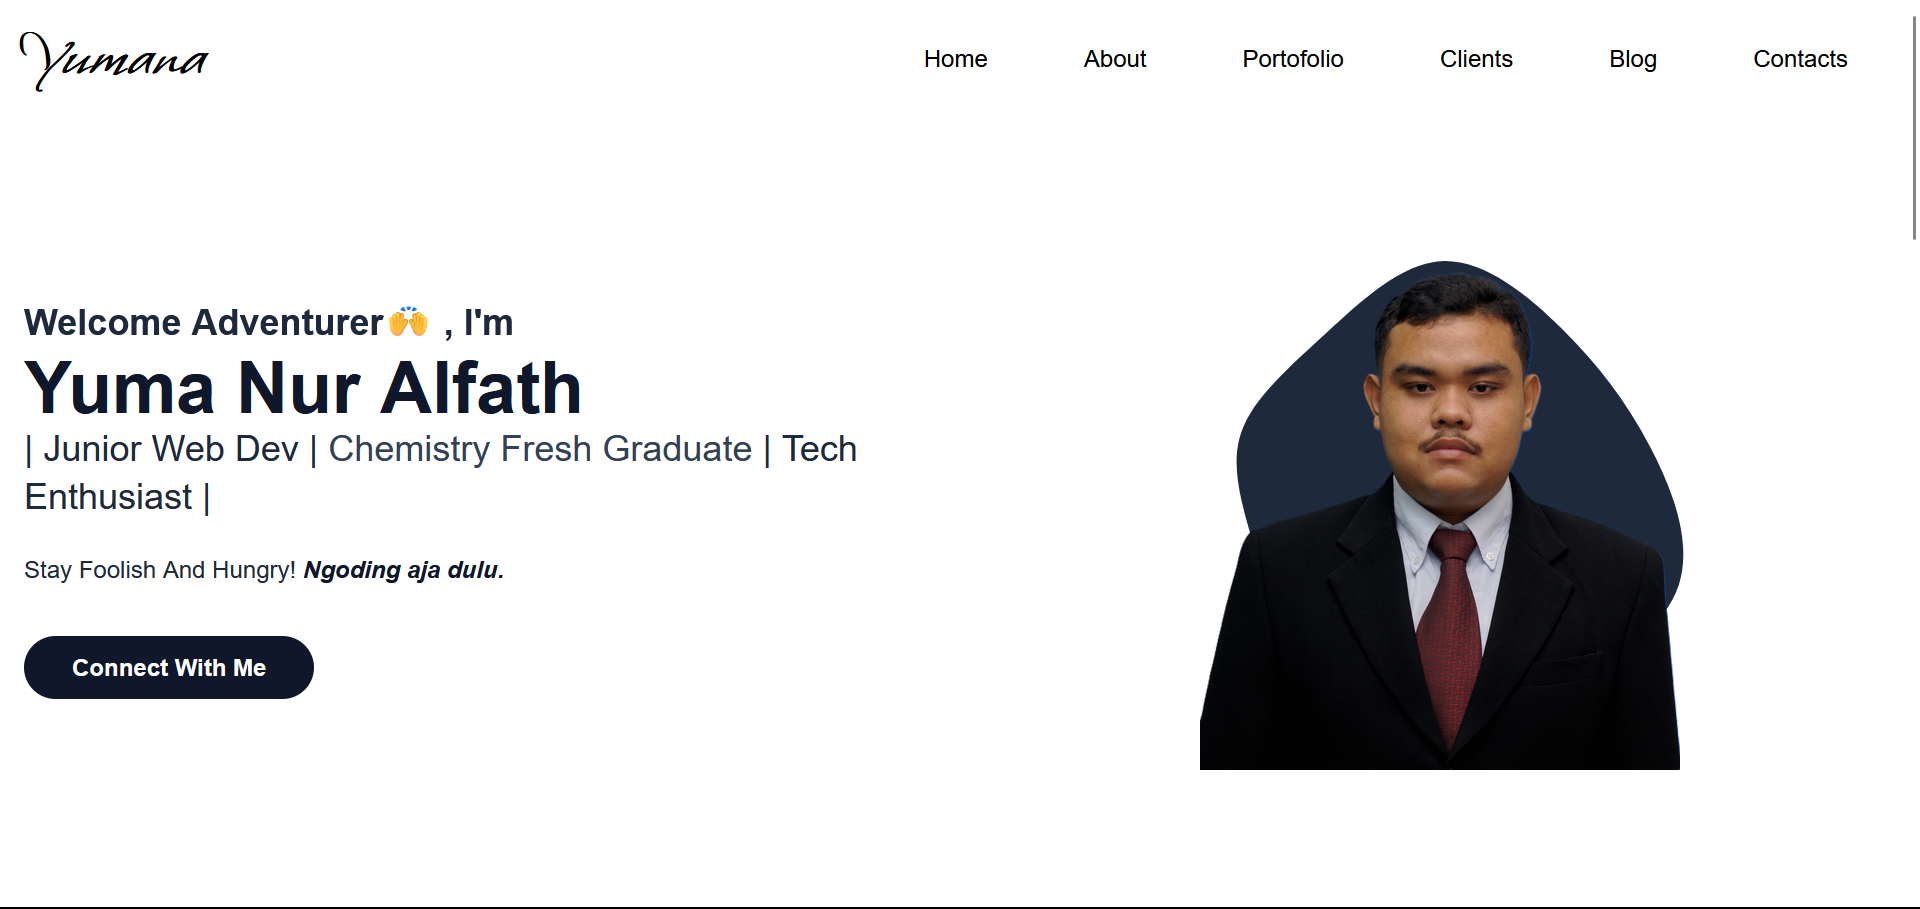 Yumana
Home About Portofolio Clients Blog Contacts
Welcome Adventurer🙌 , I'm
Yuma Nur Alfath
| Junior Web Dev | Chemistry Fresh Graduate | Tech
Enthusiast |
Stay Foolish And Hungry! Ngoding aja dulu.
Connect With Me